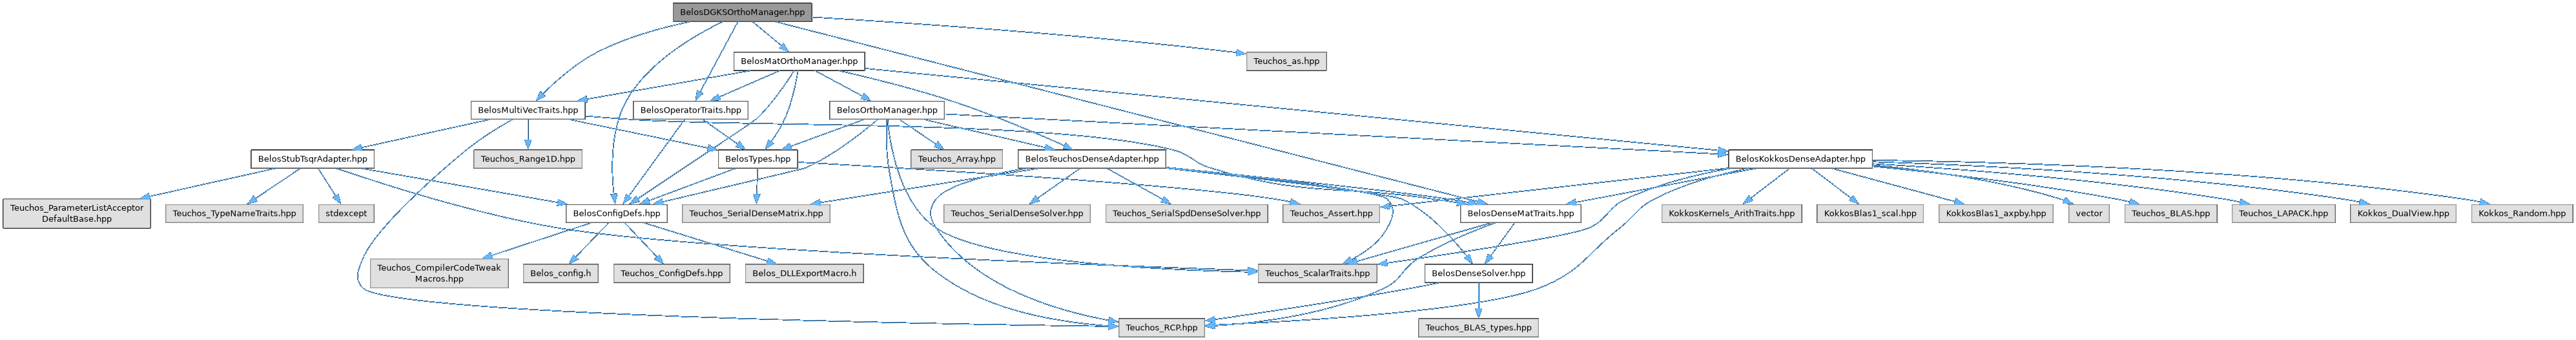 BelosDGKSOrthoManager.hpp
BelosMatOrthoManager.hpp
Teuchos_as.hpp
BelosMultiVecTraits.hpp
BelosOperatorTraits.hpp
BelosOrthoManager.hpp
BelosStubTsqrAdapter.hpp
Teuchos_Range1D.hpp
BelosTypes.hpp
Teuchos_Array.hpp
BelosTeuchosDenseAdapter.hpp
BelosKokkosDenseAdapter.hpp
Teuchos_ParameterListAcceptor
DefaultBase.hpp
Teuchos_TypeNameTraits.hpp
stdexcept
BelosConfigDefs.hpp
Teuchos_SerialDenseMatrix.hpp
Teuchos_SerialDenseSolver.hpp
Teuchos_SerialSpdDenseSolver.hpp
Teuchos_Assert.hpp
BelosDenseMatTraits.hpp
KokkosKernels_ArithTraits.hpp
KokkosBlas1_scal.hpp
KokkosBlas1_axpby.hpp
vector
Teuchos_BLAS.hpp
Teuchos_LAPACK.hpp
Kokkos_DualView.hpp
Kokkos_Random.hpp
Teuchos_CompilerCodeTweak
Macros.hpp
Belos_config.h
Teuchos_ConfigDefs.hpp
Belos_DLLExportMacro.h
Teuchos_ScalarTraits.hpp
BelosDenseSolver.hpp
Teuchos_RCP.hpp
Teuchos_BLAS_types.hpp